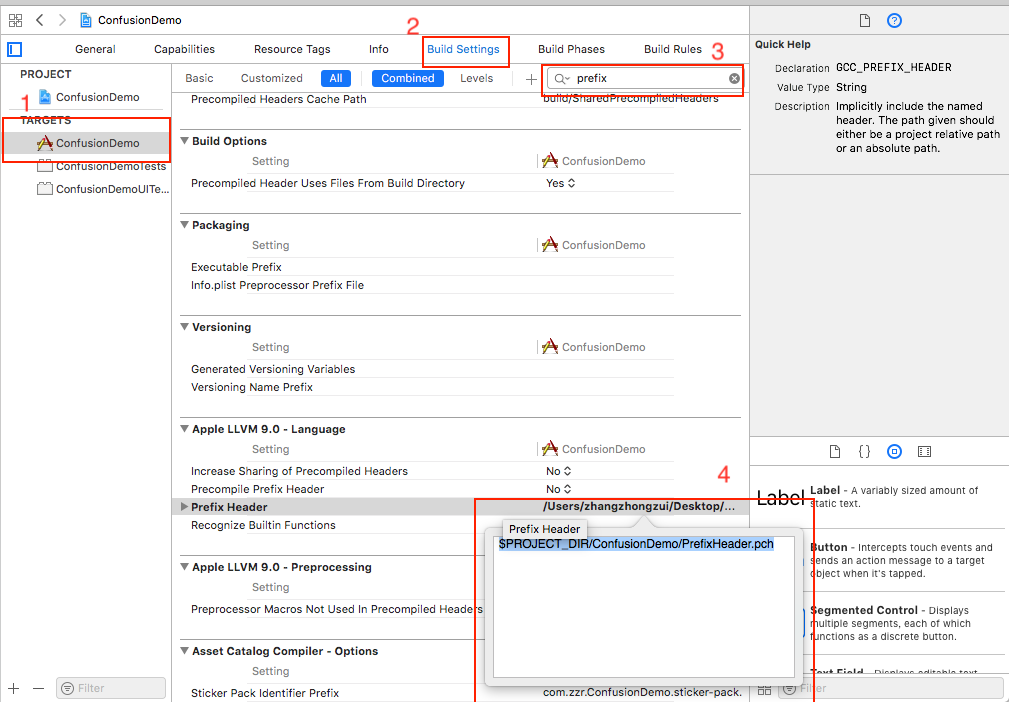 ConfusionDemo
2
General
Capabilities
Resource Tags
Info
Build Settings
Build Phases
Build Rules
3
PROJECT
ConfusionDemo
1
TARGETS
ConfusionDemo
ConfusionDemoTests
ConfusionDemoUITe...
Filter
Basic
Customized
All
Combined
Levels
prefix
Precompiled Headers Cache Path
build/SharedPrecompiledHeaders
Build Options
Setting
ConfusionDemo
Precompiled Header Uses Files From Build Directory
Yes
Packaging
Setting
ConfusionDemo
Executable Prefix
Info.plist Preprocessor Prefix File
Versioning
Setting
ConfusionDemo
Generated Versioning Variables
Versioning Name Prefix
Apple LLVM 9.0 - Language
Setting
ConfusionDemo
Increase Sharing of Precompiled Headers
No
Precompile Prefix Header
No
4
Prefix Header
/Users/zhangzhongzui/Desktop/...
Recognize Builtin Functions
Prefix Header
$PROJECT_DIR/ConfusionDemo/PrefixHeader.pch
Apple LLVM 9.0 - Preprocessing
Setting
Preprocessor Macros Not Used In Precompiled Headers
Asset Catalog Compiler - Options
Setting
Sticker Pack Identifier Prefix
com.zzr.ConfusionDemo.sticker-pack.
Quick Help
Declaration GCC_PREFIX_HEADER
Value Type String
Description Implicitly include the named
header. The path given should
either be a project relative path
or an absolute path.
Label
Label - A variably sized amount of
static text.
Button - Intercepts touch events and
sends an action message to a target
object when it's tapped.
Segmented Control - Displays
multiple segments, each of which
functions as a discrete button.
Text Field - Displays editable text
Filter